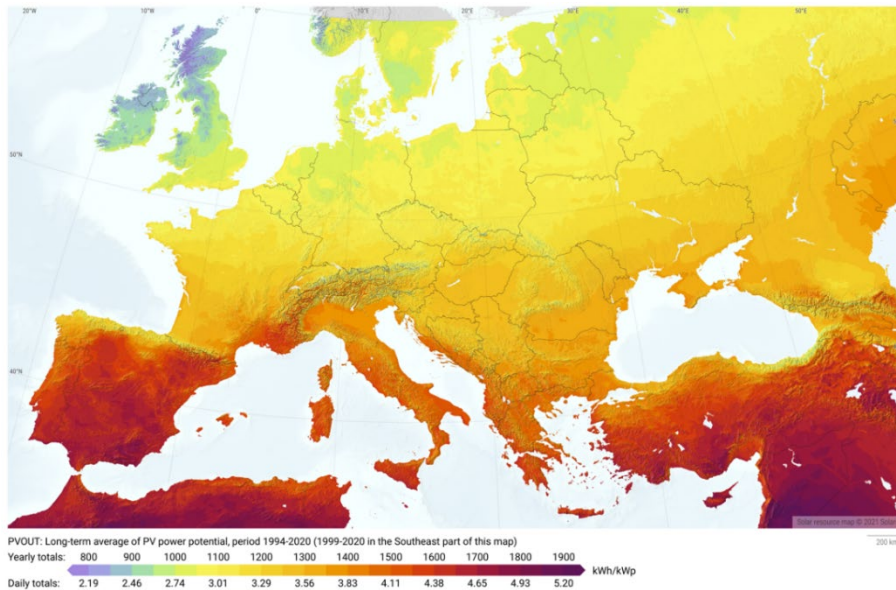 20°W 10°W 0° 10°E 20°E 30°E 40°E 50°E
50°N
40°N
Solar resource map © 2021 Solar
PVOUT: Long-term average of PV power potential, period 1994-2020 (1999-2020 in the Southeast part of this map)
200 km
Yearly totals: 800 900 1000 1100 1200 1300 1400 1500 1600 1700 1800 1900
kWh/kWp
Daily totals: 2.19 2.46 2.74 3.01 3.29 3.56 3.83 4.11 4.38 4.65 4.93 5.20